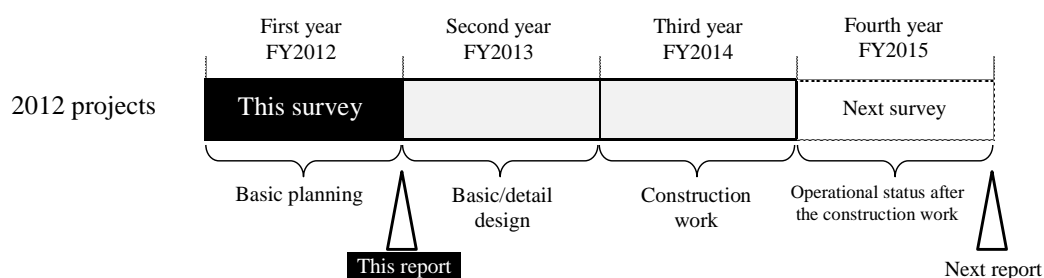 First year
FY2012
Second year
FY2013
Third year
FY2014
Fourth year
FY2015
2012 projects
This survey
Next survey
Basic planning
Basic/detail
design
Construction
work
Operational status after
the construction work
This report
Next report